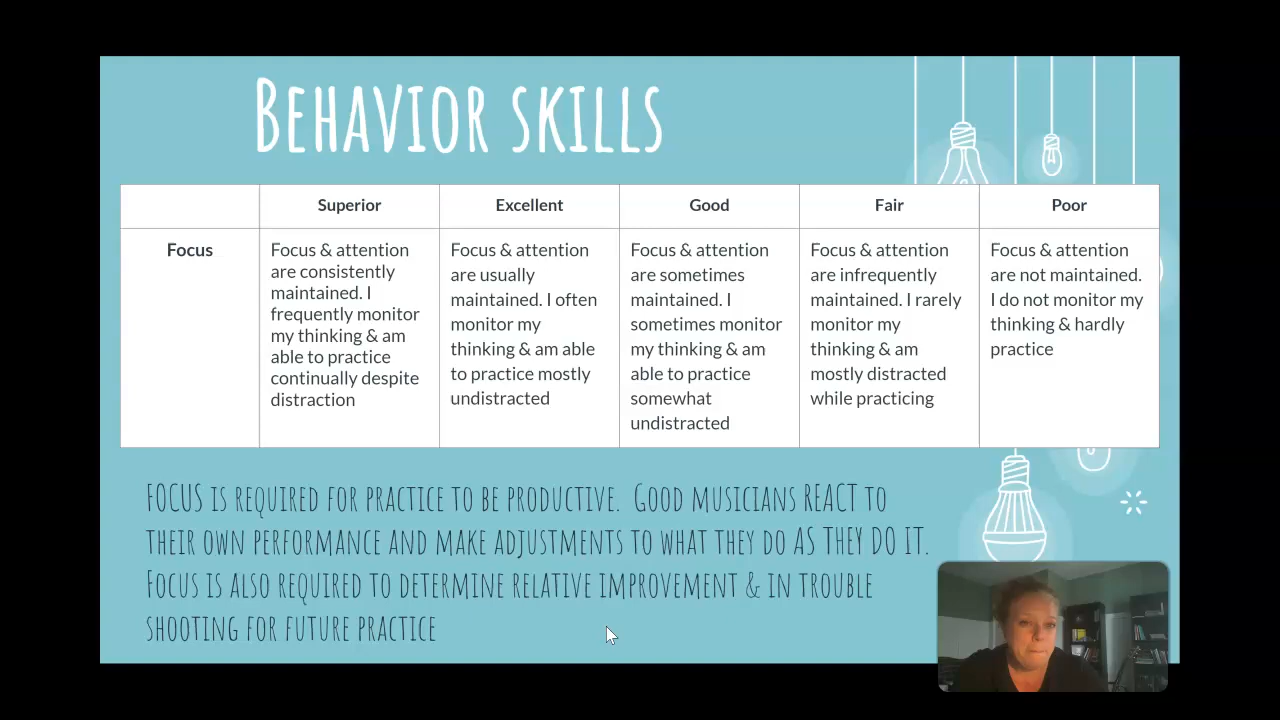 Behavior skills
Superior
Excellent
Good
Fair
Poor
Focus
Focus & attention
are consistently
maintained. I
frequently monitor
my thinking & am
able to practice
continually despite
distraction
Focus & attention
are usually
maintained. I often
monitor my
thinking & am able
to practice mostly
undistracted
Focus & attention
are sometimes
maintained. I
sometimes monitor
my thinking & am
able to practice
somewhat
undistracted
Focus & attention
are infrequently
maintained. I rarely
monitor my
thinking & am
mostly distracted
while practicing
Focus & attention
are not maintained.
I do not monitor my
thinking & hardly
practice
FOCUS is required for practice to be productive. Good musicians REACT to
their own performance and make adjustments to what they do AS THEY DO IT.
Focus is also required to determine relative improvement & in trouble
shooting for future practice